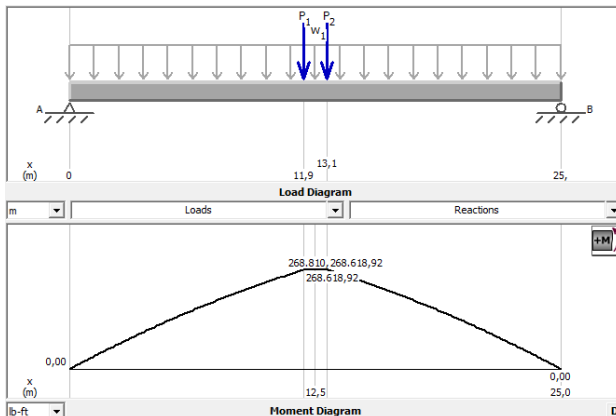 P1 P2
w1
A
B
x
(m) 0 11,9 13,1 25,
Load Diagram
m Loads Reactions
+M
268.810, 268.618,92
268.618,92
0,00 0,00
x
(m) 12,5 25,0
lb-ft Moment Diagram D